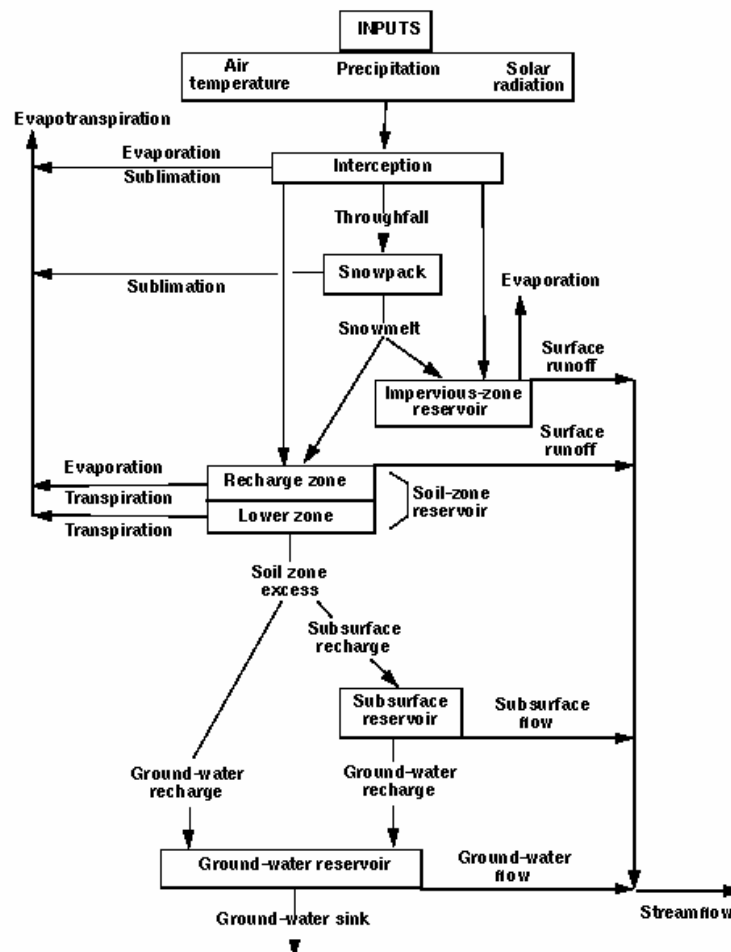 INPUTS
Air
temperature
Precipitation
Solar
radiation
Evapotranspiration
Evaporation
Sublimation
Interception
Throughfall
Snowpack
Sublimation
Evaporation
Snowmelt
Surface
runoff
Impervious-zone
reservoir
Surface
runoff
Evaporation
Transpiration
Recharge zone
Soil-zone
reservoir
Lower zone
Transpiration
Soil zone
excess
Subsurface
recharge
Subsurface
reservoir
Subsurface
flow
Ground-water
recharge
Ground-water
recharge
Ground-water reservoir
Ground-water
flow
Streamflow
Ground-water sink